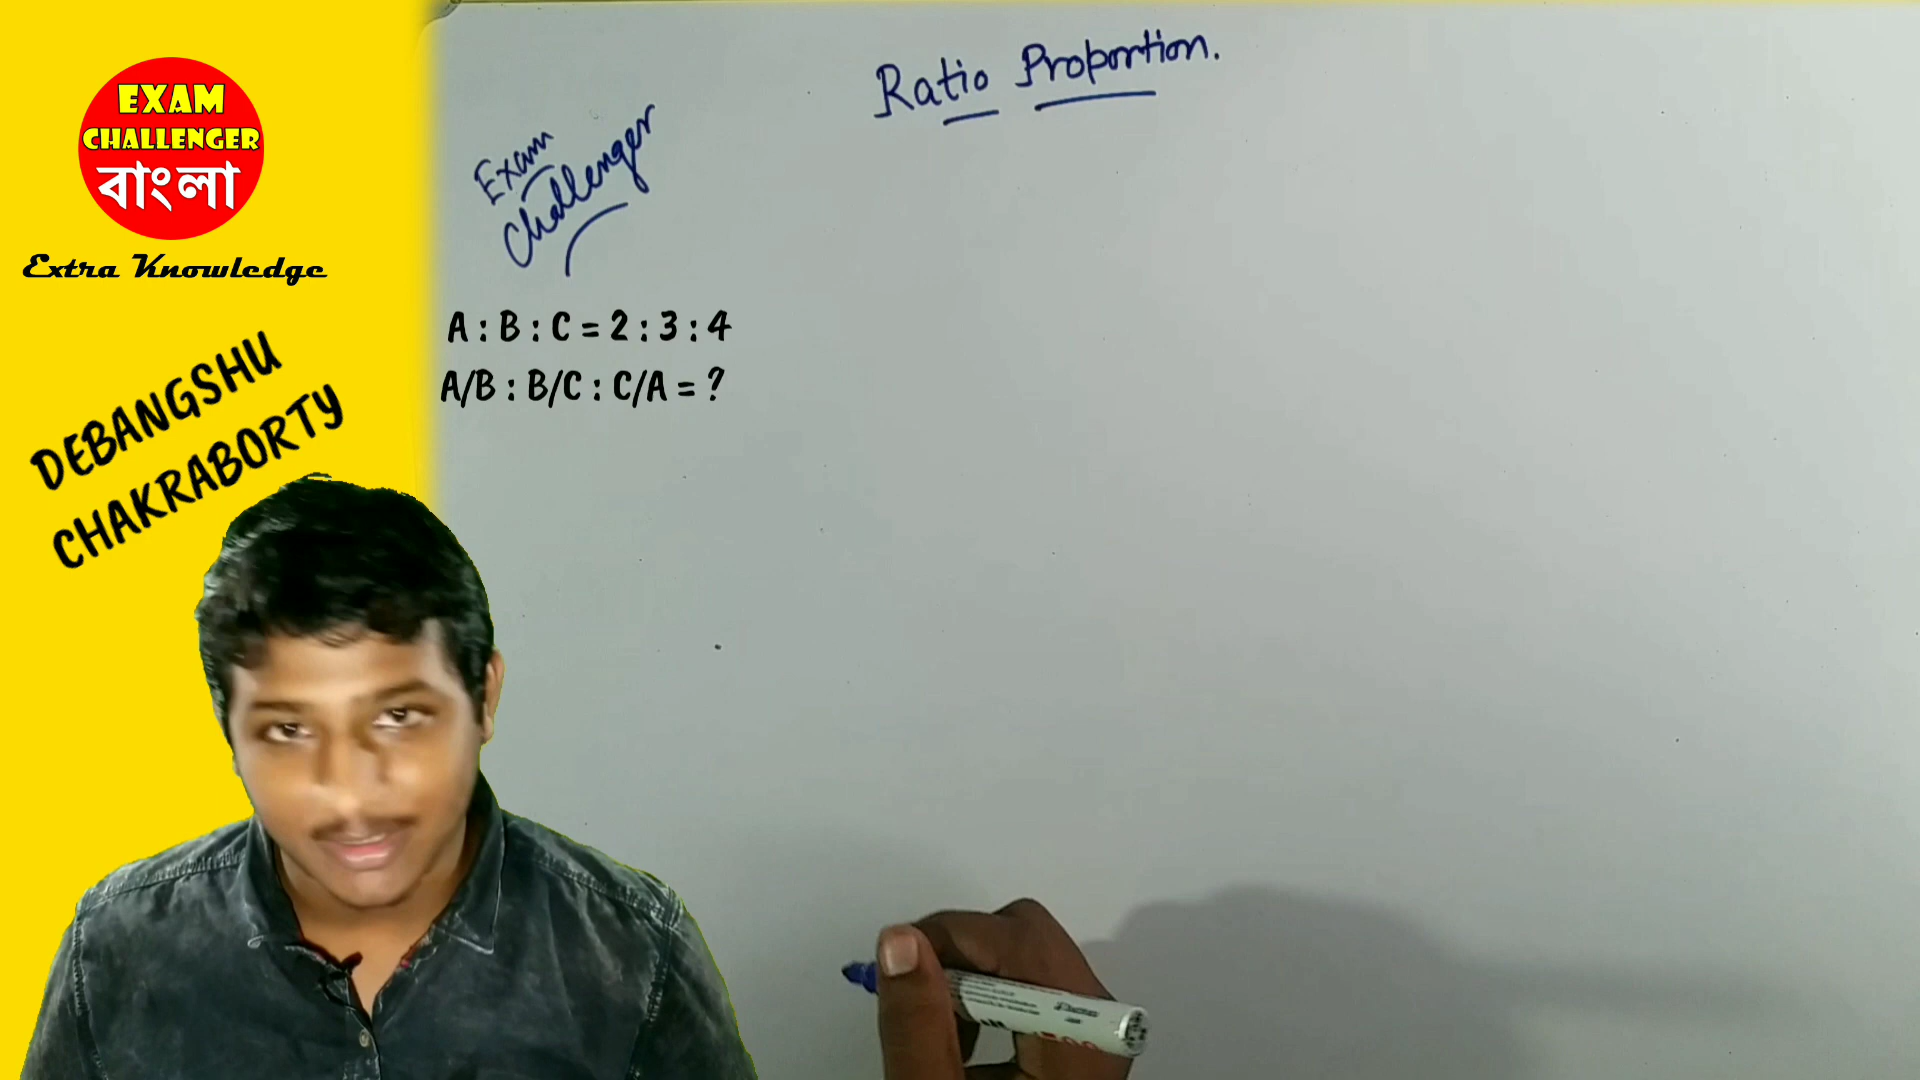 EXAM
CHALLENGER
বাংলা
Extra Knowledge
DEBANGSHU
CHAKRABORTY
Ratio Proportion.
Exam
Challenger
A : B : C = 2 : 3 : 4
A/B : B/C : C/A = ?